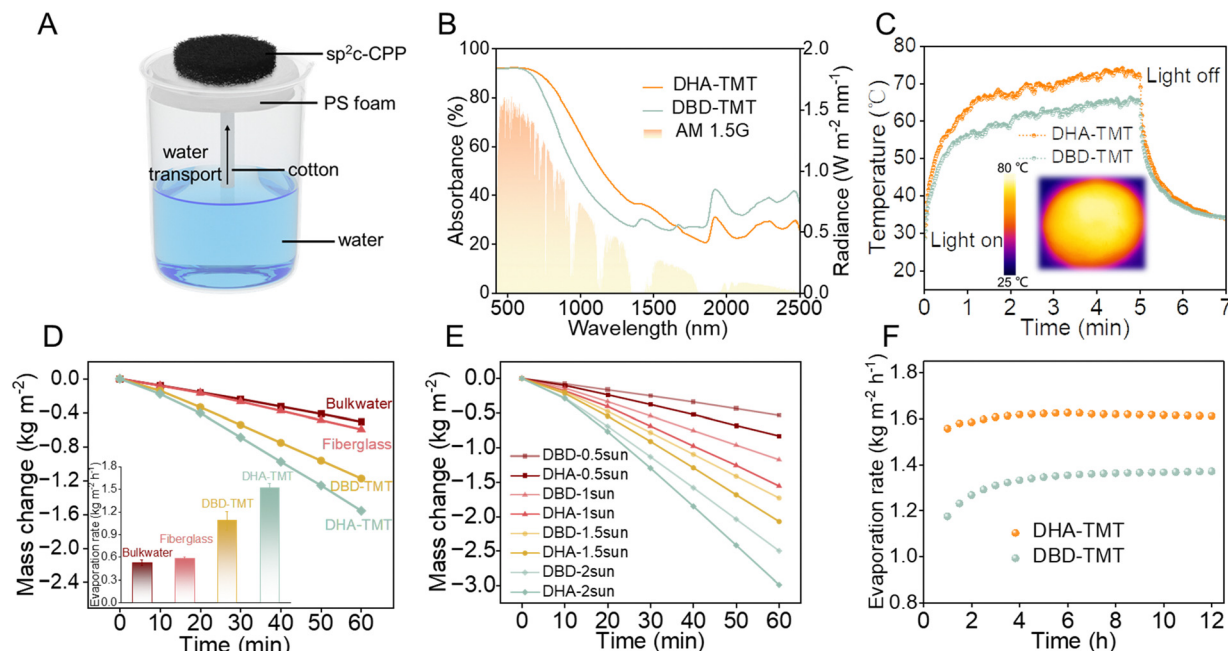 A
sp²c-CPP
PS foam
water
transport
cotton
water
B
DHA-TMT
DBD-TMT
AM 1.5G
Absorbance (%)
100
80
60
40
20
0
Radiance (W m⁻² nm⁻¹)
2.0
1.5
1.0
0.5
0.0
500 1000 1500 2000 2500
Wavelength (nm)
C
Temperature (℃)
80
70
60
50
40
30
Light off
DHA-TMT
DBD-TMT
80 ℃
25 ℃
Light on
0 1 2 3 4 5 6 7
Time (min)
D
Mass change (kg m⁻²)
0.0
−0.4
−0.8
−1.2
−1.6
−2.0
−2.4
Bulkwater
Fiberglass
DBD-TMT
DHA-TMT
Evaporation rate (kg m⁻² h⁻¹)
1.8
1.5
1.2
0.9
0.6
0.3
0.0
Bulkwater
Fiberglass
DBD-TMT
DHA-TMT
0 10 20 30 40 50 60
Time (min)
E
Mass change (kg m⁻²)
0.0
−0.5
−1.0
−1.5
−2.0
−2.5
−3.0
DBD-0.5sun
DHA-0.5sun
DBD-1sun
DHA-1sun
DBD-1.5sun
DHA-1.5sun
DBD-2sun
DHA-2sun
0 10 20 30 40 50 60
Time (min)
F
Evaporation rate (kg m⁻² h⁻¹)
1.8
1.6
1.4
1.2
1.0
0.8
DHA-TMT
DBD-TMT
0 2 4 6 8 10 12
Time (h)